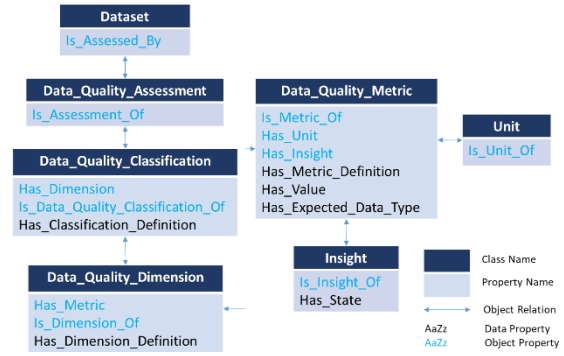 Dataset
Is_Assessed_By
Data_Quality_Assessment
Is_Assessment_Of
Data_Quality_Classification
Has_Dimension
Is_Data_Quality_Classification_Of
Has_Classification_Definition
Data_Quality_Dimension
Has_Metric
Is_Dimension_Of
Has_Dimension_Definition
Data_Quality_Metric
Is_Metric_Of
Has_Unit
Has_Insight
Has_Metric_Definition
Has_Value
Has_Expected_Data_Type
Insight
Is_Insight_Of
Has_State
Unit
Is_Unit_Of
Class Name
Property Name
Object Relation
AaZz Data Property
AaZz Object Property